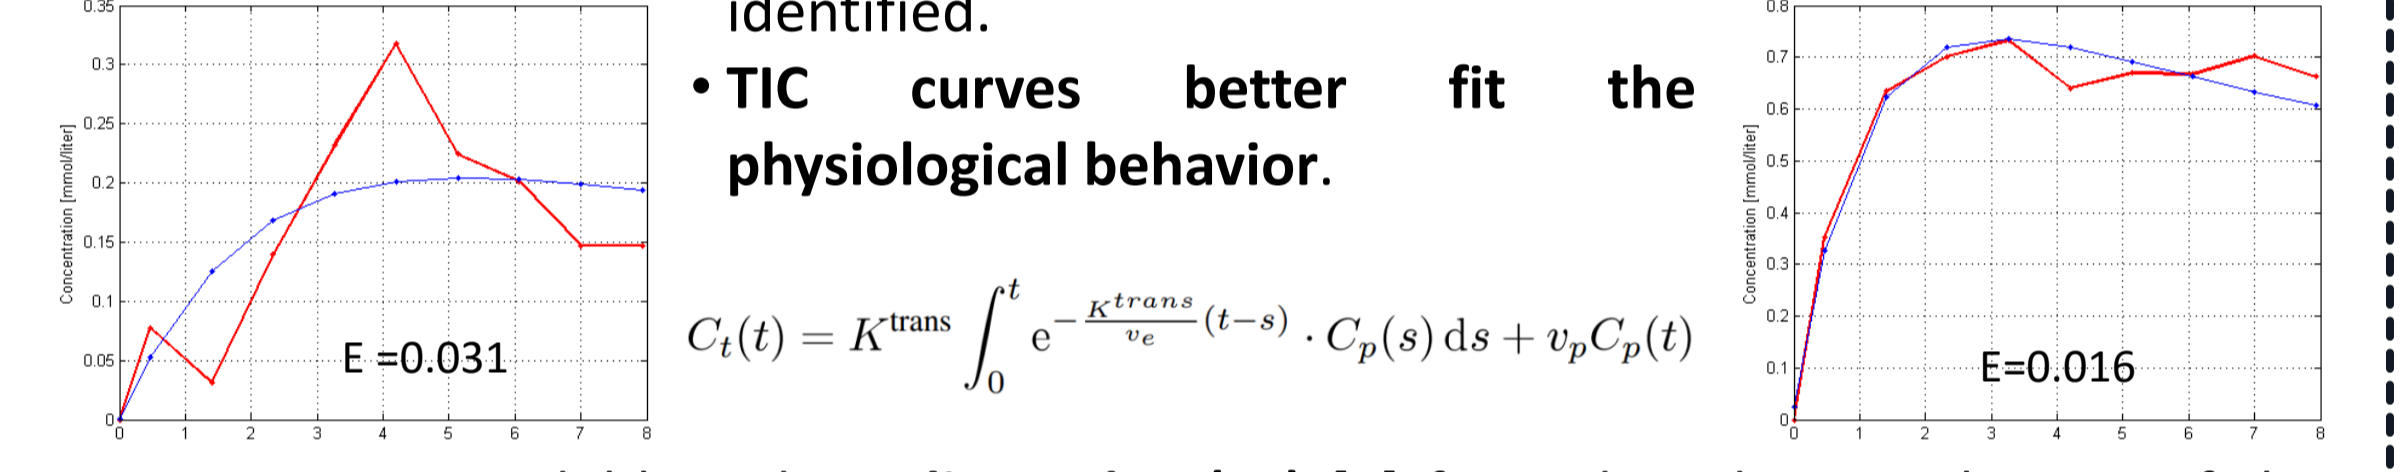 0.35
0.3
0.25
0.2
0.15
0.1
0.05
0
Concentration [mmol/liter]
E =0.031
0 1 2 3 4 5 6 7 8
identified.
• TIC curves better fit the
physiological behavior.
C_t(t) = K^trans ∫_0^t e^{-\frac{K^{trans}}{v_e}(t-s)} · C_p(s) ds + v_p C_p(t)
0.8
0.7
0.6
0.5
0.4
0.3
0.2
0.1
0
Concentration [mmol/liter]
E=0.016
0 1 2 3 4 5 6 7 8